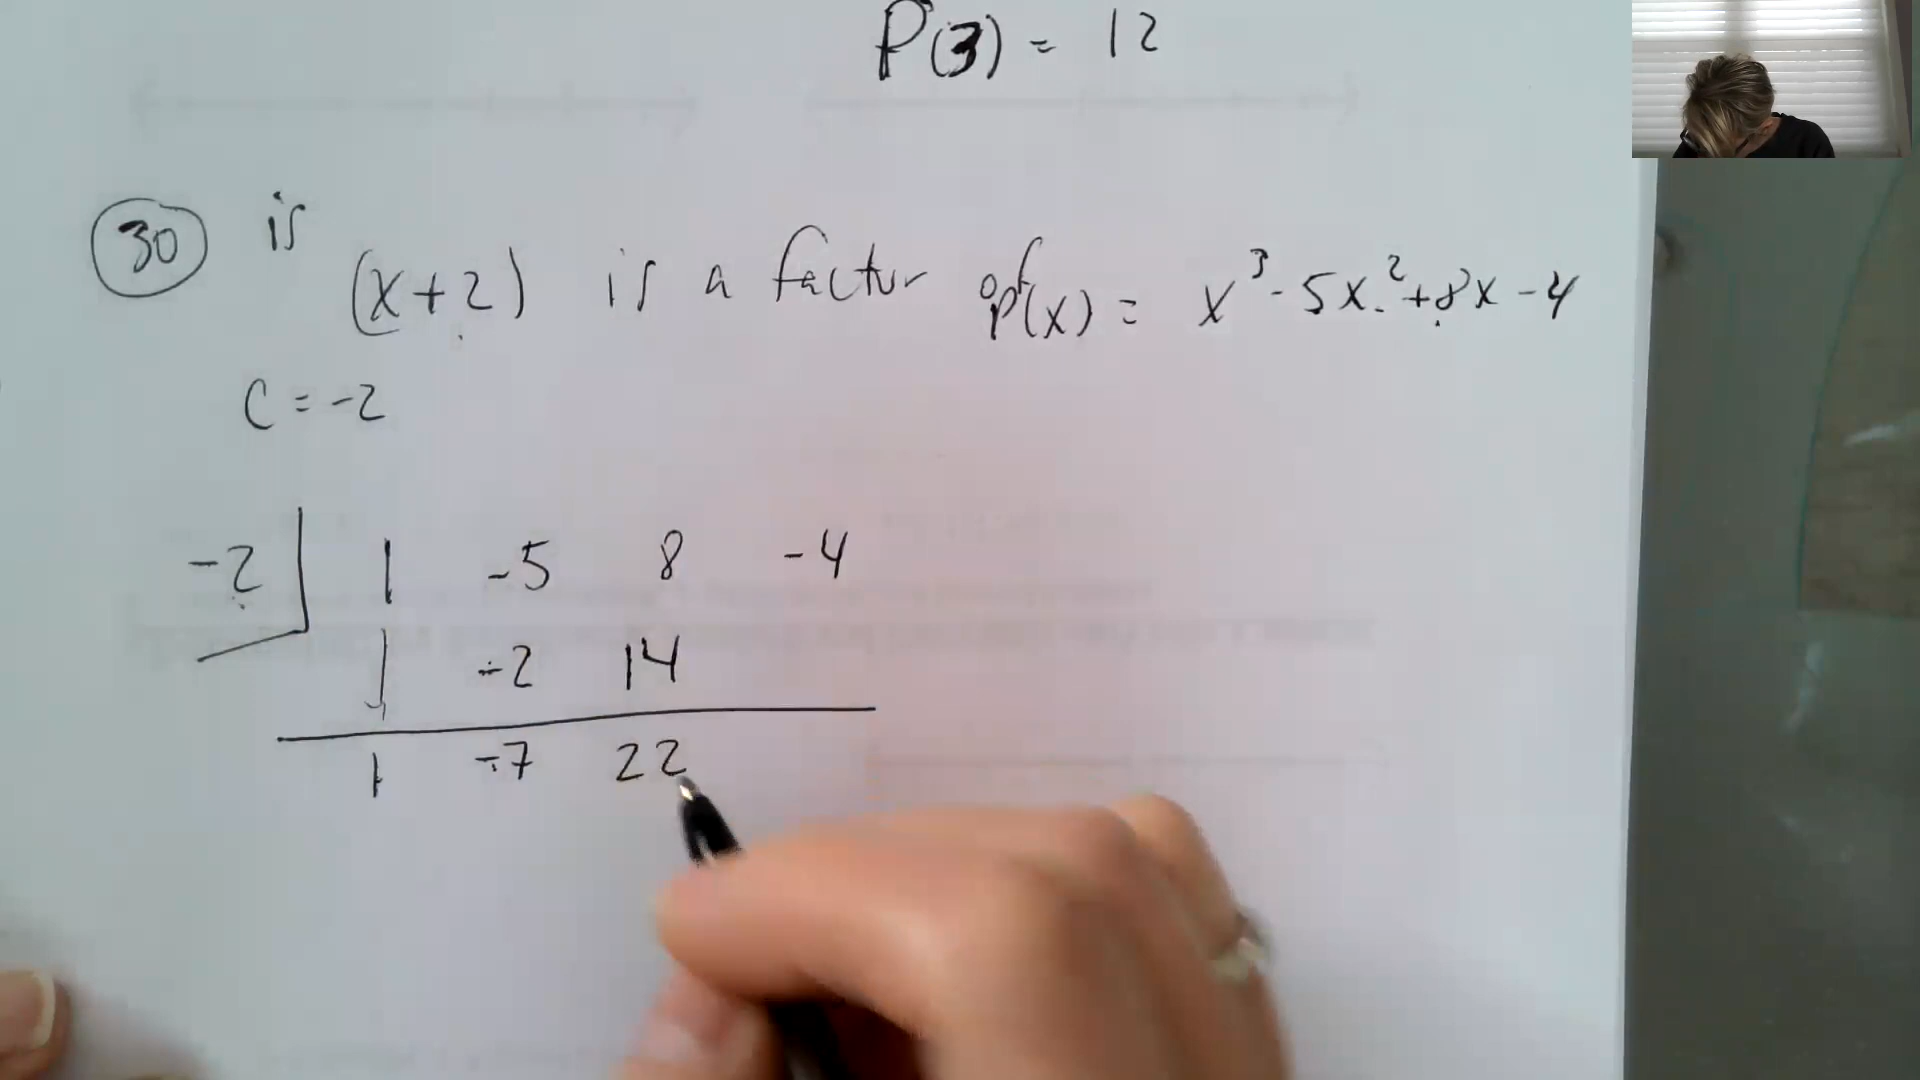 P(3) = 12
30 is
(x+2) is a factor of
P(x) = x³ - 5x² + 8x - 4
C = -2
-2 1 -5 8 -4
-2 14
1 -7 22